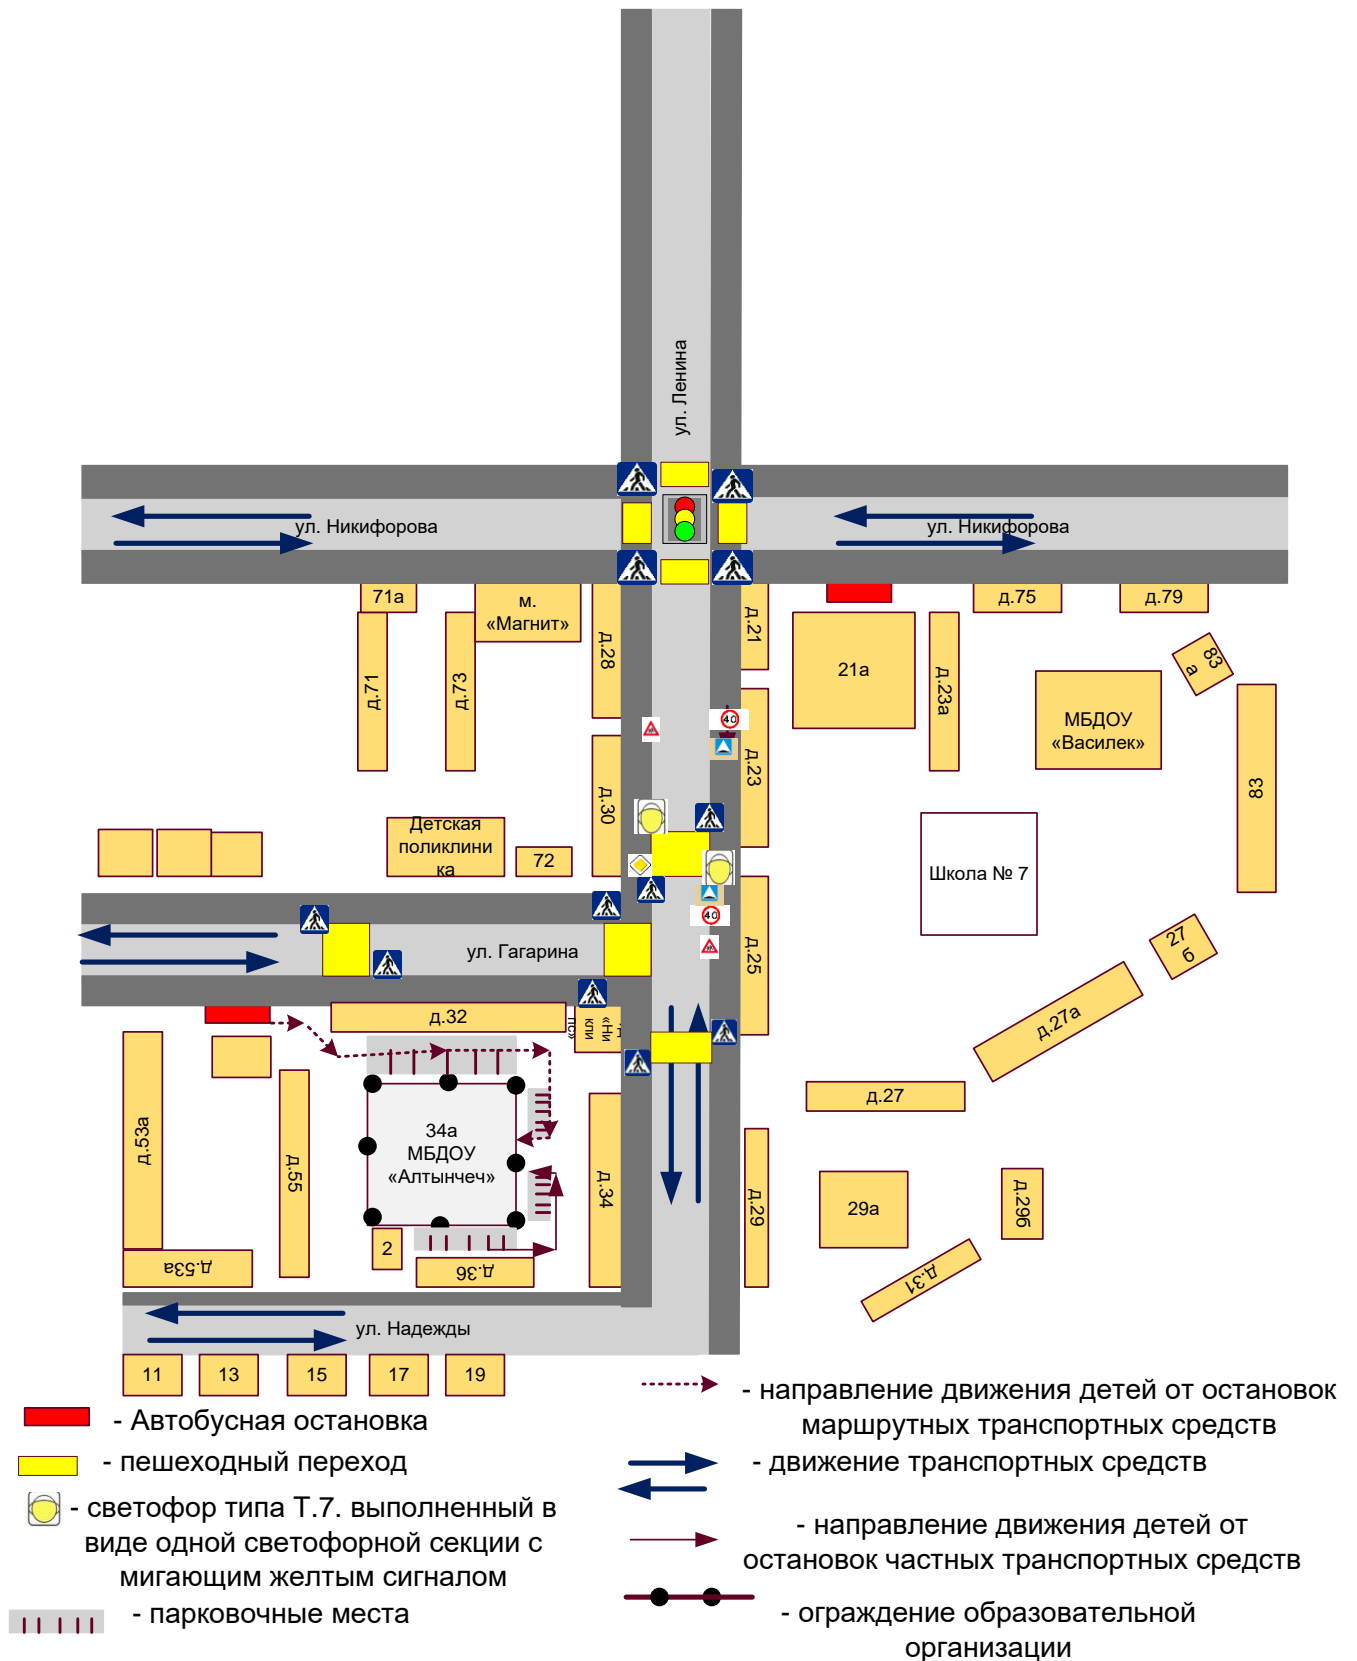 ул. Ленина
ул. Никифорова
ул. Никифорова
71а
м.
«Магнит»
д.28
д.21
д.75
д.79
д.71
д.73
21а
д.23а
83
а
МБДОУ
«Василек»
40
д.23
д.30
83
Детская
поликлини
ка
72
Школа № 7
40
ул. Гагарина
д.25
27
б
д.32
«Ни
кли
д.27а
д.53а
34а
МБДОУ
«Алтынчеч»
д.27
д.55
д.34
д.29
29а
д.29б
2
д.53а
д.36
д.31
ул. Надежды
11
13
15
17
19
- Автобусная остановка
- пешеходный переход
- светофор типа Т.7. выполненный в
виде одной светофорной секции с
мигающим желтым сигналом
- парковочные места
- направление движения детей от остановок
маршрутных транспортных средств
- движение транспортных средств
- направление движения детей от
остановок частных транспортных средств
- ограждение образовательной
организации